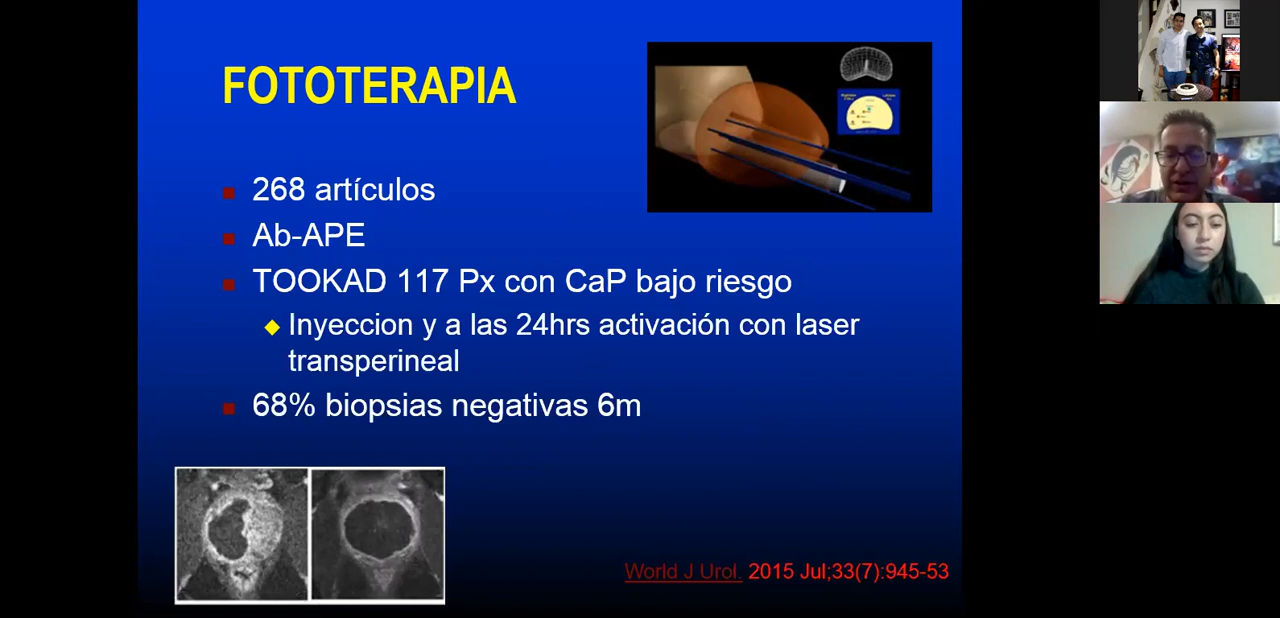 FOTOTERAPIA
268 artículos
Ab-APE
TOOKAD 117 Px con CaP bajo riesgo
Inyeccion y a las 24hrs activación con laser
transperineal
68% biopsias negativas 6m
World J Urol. 2015 Jul;33(7):945-53